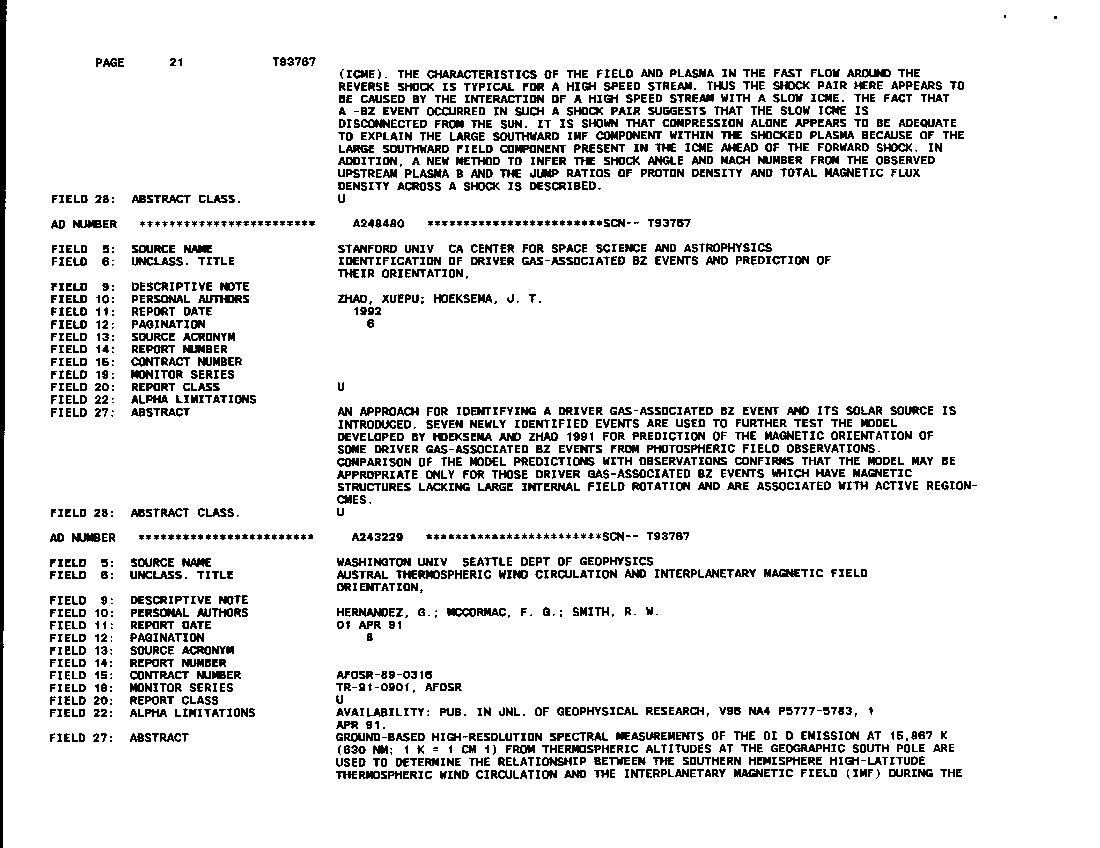 PAGE 21 T93767
(ICME). THE CHARACTERISTICS OF THE FIELD AND PLASMA IN THE FAST FLOW AROUND THE
REVERSE SHOCK IS TYPICAL FOR A HIGH SPEED STREAM. THUS THE SHOCK PAIR HERE APPEARS TO
BE CAUSED BY THE INTERACTION OF A HIGH SPEED STREAM WITH A SLOW ICME. THE FACT THAT
A -BZ EVENT OCCURRED IN SUCH A SHOCK PAIR SUGGESTS THAT THE SLOW ICME IS
DISCONNECTED FROM THE SUN. IT IS SHOWN THAT COMPRESSION ALONE APPEARS TO BE ADEQUATE
TO EXPLAIN THE LARGE SOUTHWARD IMF COMPONENT WITHIN THE SHOCKED PLASMA BECAUSE OF THE
LARGE SOUTHWARD FIELD COMPONENT PRESENT IN THE ICME AHEAD OF THE FORWARD SHOCK. IN
ADDITION, A NEW METHOD TO INFER THE SHOCK ANGLE AND MACH NUMBER FROM THE OBSERVED
UPSTREAM PLASMA B AND THE JUMP RATIOS OF PROTON DENSITY AND TOTAL MAGNETIC FLUX
DENSITY ACROSS A SHOCK IS DESCRIBED.
FIELD 28: ABSTRACT CLASS. U
AD NUMBER ************************ A248480 ************************SCN-- T93767
FIELD 5: SOURCE NAME STANFORD UNIV CA CENTER FOR SPACE SCIENCE AND ASTROPHYSICS
FIELD 6: UNCLASS. TITLE IDENTIFICATION OF DRIVER GAS-ASSOCIATED BZ EVENTS AND PREDICTION OF
THEIR ORIENTATION,
FIELD 9: DESCRIPTIVE NOTE
FIELD 10: PERSONAL AUTHORS ZHAO, XUEPU; HOEKSEMA, J. T.
FIELD 11: REPORT DATE 1992
FIELD 12: PAGINATION 6
FIELD 13: SOURCE ACRONYM
FIELD 14: REPORT NUMBER
FIELD 15: CONTRACT NUMBER
FIELD 19: MONITOR SERIES
FIELD 20: REPORT CLASS U
FIELD 22: ALPHA LIMITATIONS
FIELD 27: ABSTRACT AN APPROACH FOR IDENTIFYING A DRIVER GAS-ASSOCIATED BZ EVENT AND ITS SOLAR SOURCE IS
INTRODUCED. SEVEN NEWLY IDENTIFIED EVENTS ARE USED TO FURTHER TEST THE MODEL
DEVELOPED BY HOEKSEMA AND ZHAO 1991 FOR PREDICTION OF THE MAGNETIC ORIENTATION OF
SOME DRIVER GAS-ASSOCIATED BZ EVENTS FROM PHOTOSPHERIC FIELD OBSERVATIONS.
COMPARISON OF THE MODEL PREDICTIONS WITH OBSERVATIONS CONFIRMS THAT THE MODEL MAY BE
APPROPRIATE ONLY FOR THOSE DRIVER GAS-ASSOCIATED BZ EVENTS WHICH HAVE MAGNETIC
STRUCTURES LACKING LARGE INTERNAL FIELD ROTATION AND ARE ASSOCIATED WITH ACTIVE REGION-
CMES.
FIELD 28: ABSTRACT CLASS. U
AD NUMBER ************************ A243229 ************************SCN-- T93767
FIELD 5: SOURCE NAME WASHINGTON UNIV SEATTLE DEPT OF GEOPHYSICS
FIELD 6: UNCLASS. TITLE AUSTRAL THERMOSPHERIC WIND CIRCULATION AND INTERPLANETARY MAGNETIC FIELD
ORIENTATION,
FIELD 9: DESCRIPTIVE NOTE
FIELD 10: PERSONAL AUTHORS HERNANDEZ, G.; MCCORMAC, F. G.; SMITH, R. W.
FIELD 11: REPORT DATE 01 APR 91
FIELD 12: PAGINATION 8
FIELD 13: SOURCE ACRONYM
FIELD 14: REPORT NUMBER
FIELD 15: CONTRACT NUMBER AFOSR-89-0316
FIELD 18: MONITOR SERIES TR-91-0901, AFOSR
FIELD 20: REPORT CLASS U
FIELD 22: ALPHA LIMITATIONS AVAILABILITY: PUB. IN JNL. OF GEOPHYSICAL RESEARCH, V96 NA4 P5777-5783, 1
APR 91.
FIELD 27: ABSTRACT GROUND-BASED HIGH-RESOLUTION SPECTRAL MEASUREMENTS OF THE OI D EMISSION AT 15,867 K
(630 NM; 1 K = 1 CM 1) FROM THERMOSPHERIC ALTITUDES AT THE GEOGRAPHIC SOUTH POLE ARE
USED TO DETERMINE THE RELATIONSHIP BETWEEN THE SOUTHERN HEMISPHERE HIGH-LATITUDE
THERMOSPHERIC WIND CIRCULATION AND THE INTERPLANETARY MAGNETIC FIELD (IMF) DURING THE